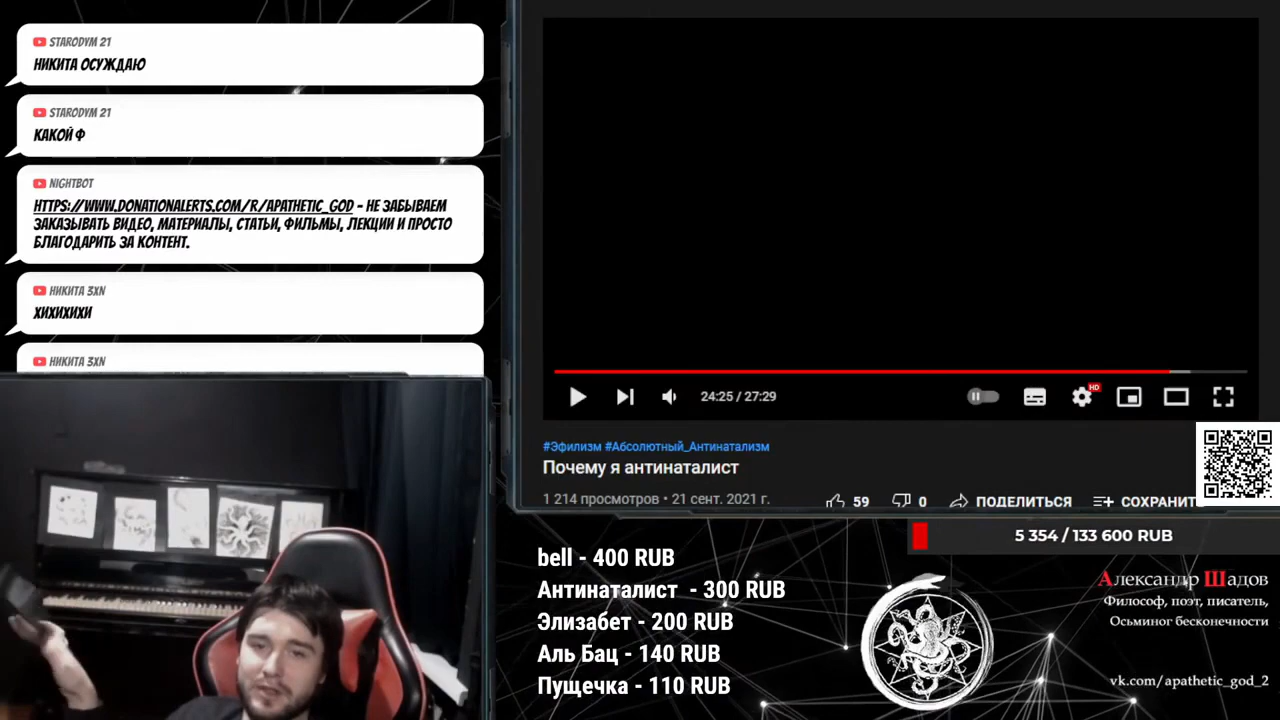 STARODYM 21
НИКИТА ОСУЖДАЮ
STARODYM 21
КАКОЙ Ф
NIGHTBOT
HTTPS://WWW.DONATIONALERTS.COM/R/APATHETIC_GOD - НЕ ЗАБЫВАЕМ
ЗАКАЗЫВАТЬ ВИДЕО, МАТЕРИАЛЫ, СТАТЬИ, ФИЛЬМЫ, ЛЕКЦИИ И ПРОСТО
БЛАГОДАРИТЬ ЗА КОНТЕНТ.
НИКИТА ЗХN
ХИХИХИХИ
НИКИТА ЗХN
24:25 / 27:29
HD
#Эфилизм #Абсолютный_Антинатализм
Почему я антинаталист
1 214 просмотров • 21 сент. 2021 г.
59
0
ПОДЕЛИТЬСЯ
СОХРАНИТЬ
5 354 / 133 600 RUB
bell - 400 RUB
Антинаталист - 300 RUB
Элизабет - 200 RUB
Аль Бац - 140 RUB
Пущечка - 110 RUB
Александр Шадов
Философ, поэт, писатель,
Осьминог бесконечности
vk.com/apathetic_god_2